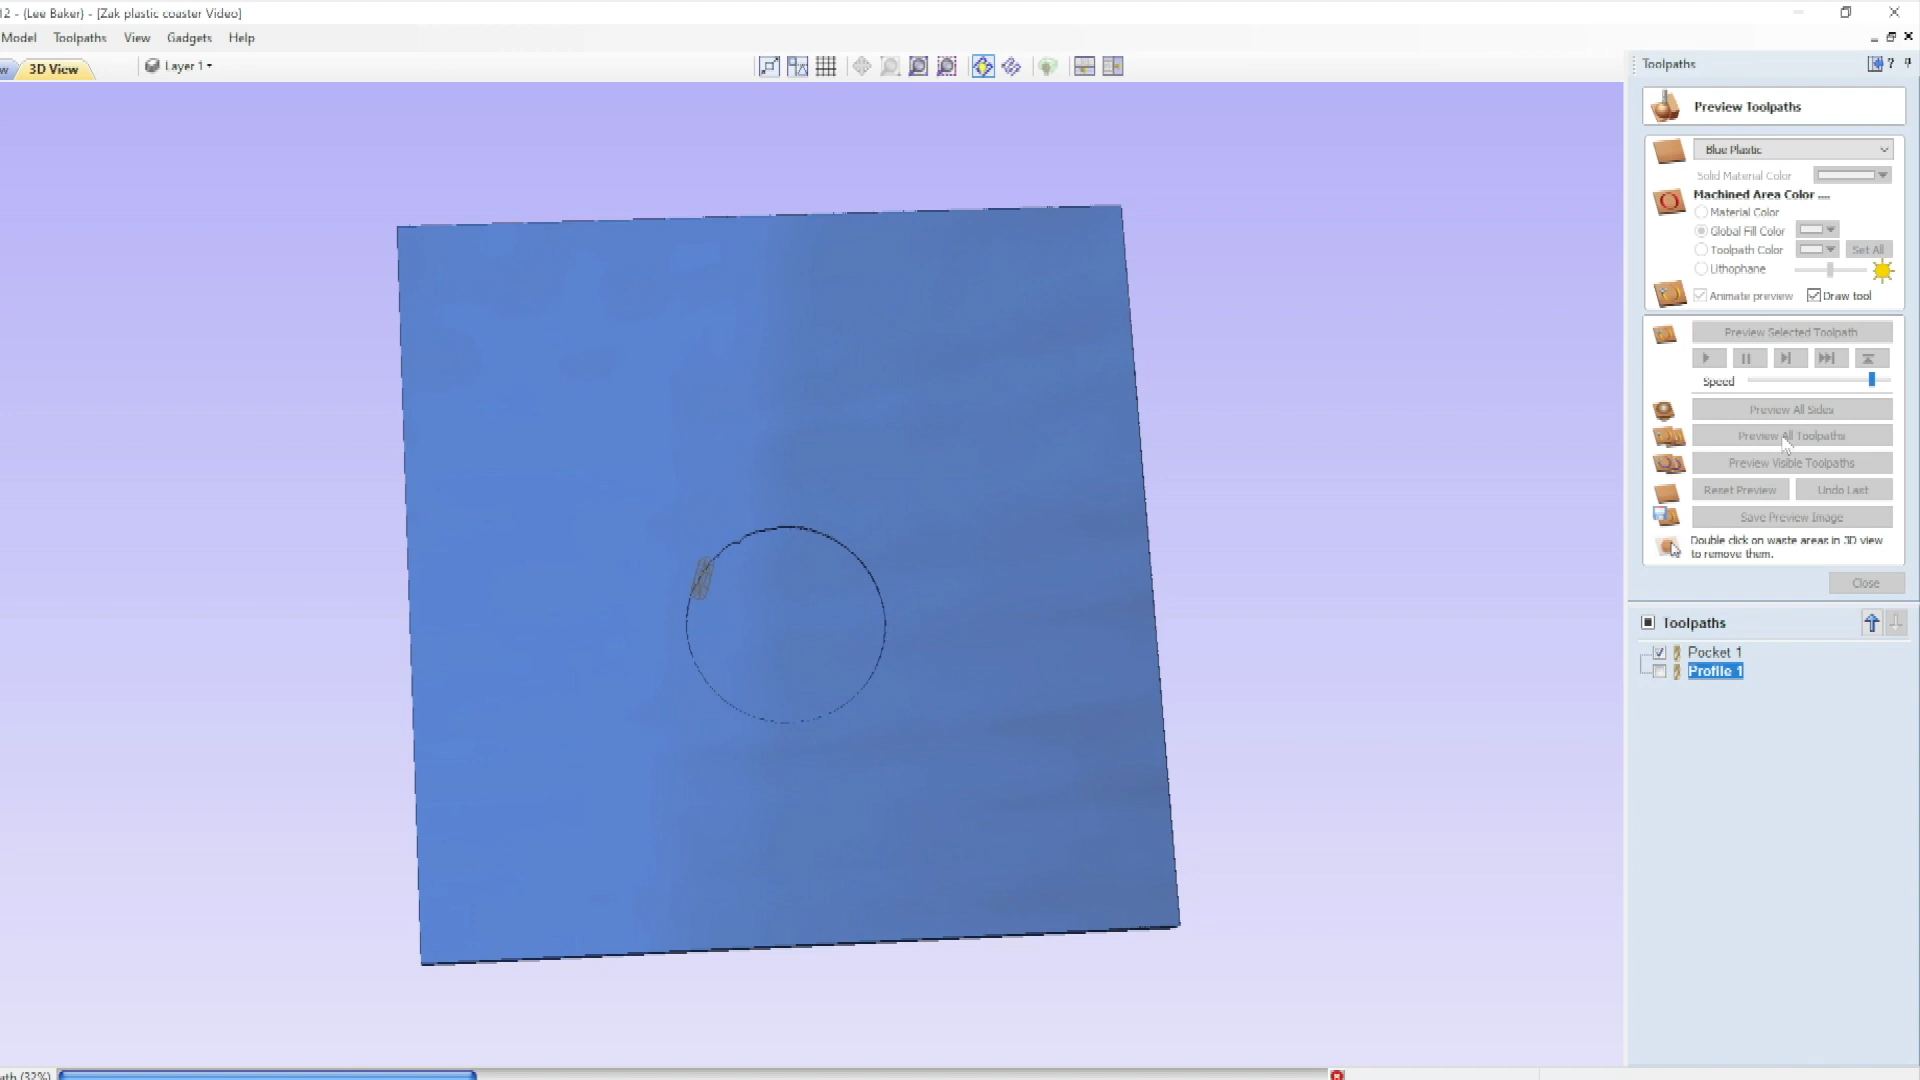 12 - (Lee Baker) - [Zak plastic coaster Video]
Model Toolpaths View Gadgets Help
w 3D View Layer 1
Toolpaths ?
Preview Toolpaths
Blue Plastic
Solid Material Color
Machined Area Color ....
Material Color
Global Fill Color
Toolpath Color Set All
Lithophane
Animate preview Draw tool
Preview Selected Toolpath
Speed
Preview All Sides
Preview All Toolpaths
Preview Visible Toolpaths
Reset Preview Undo Last
Save Preview Image
Double click on waste areas in 3D view
to remove them.
Close
Toolpaths
Pocket 1
Profile 1
ath (32%)